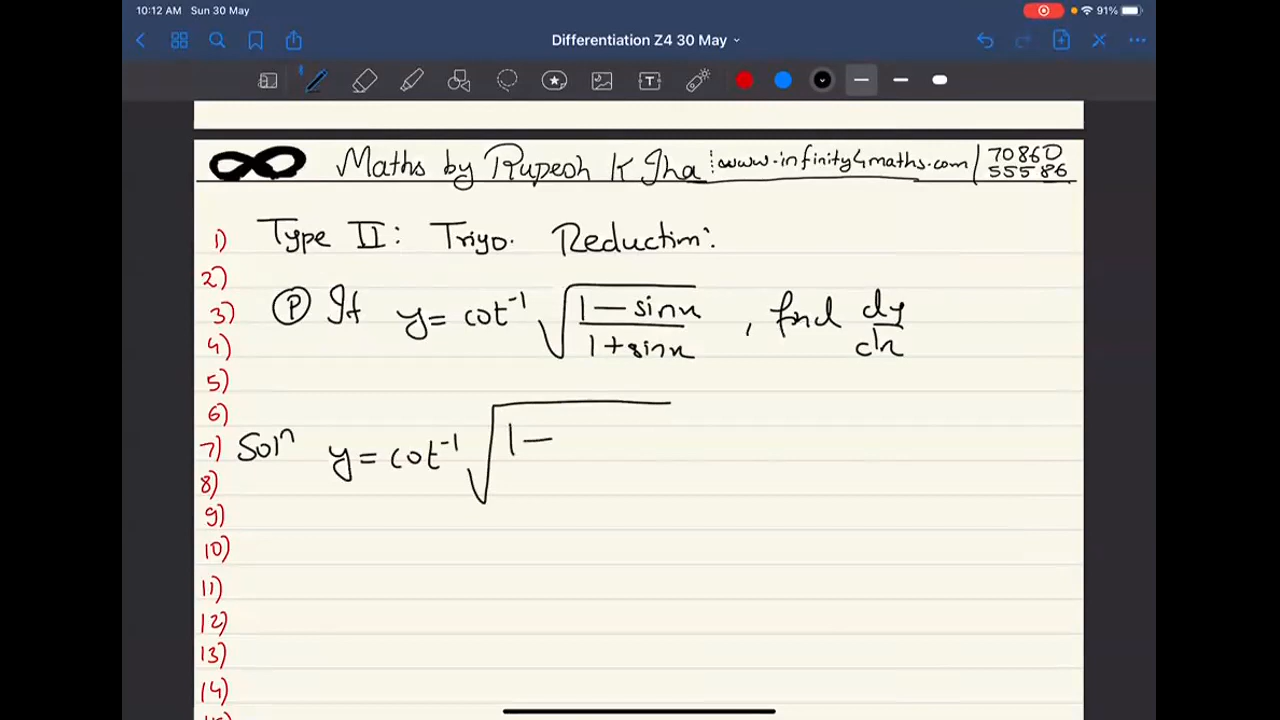 10:12 AM Sun 30 May 91%
Differentiation Z4 30 May
Maths by Rupesh K Jha www.infinity4maths.com 70860 55586
1) Type II: Trigo. Reduction:
2)
3) (P) If y = cot⁻¹ √((1 - sinx)/(1 + sinx)) , find dy/dx
4)
5)
6)
7) Solⁿ y = cot⁻¹ √(1 -
8)
9)
10)
11)
12)
13)
14)